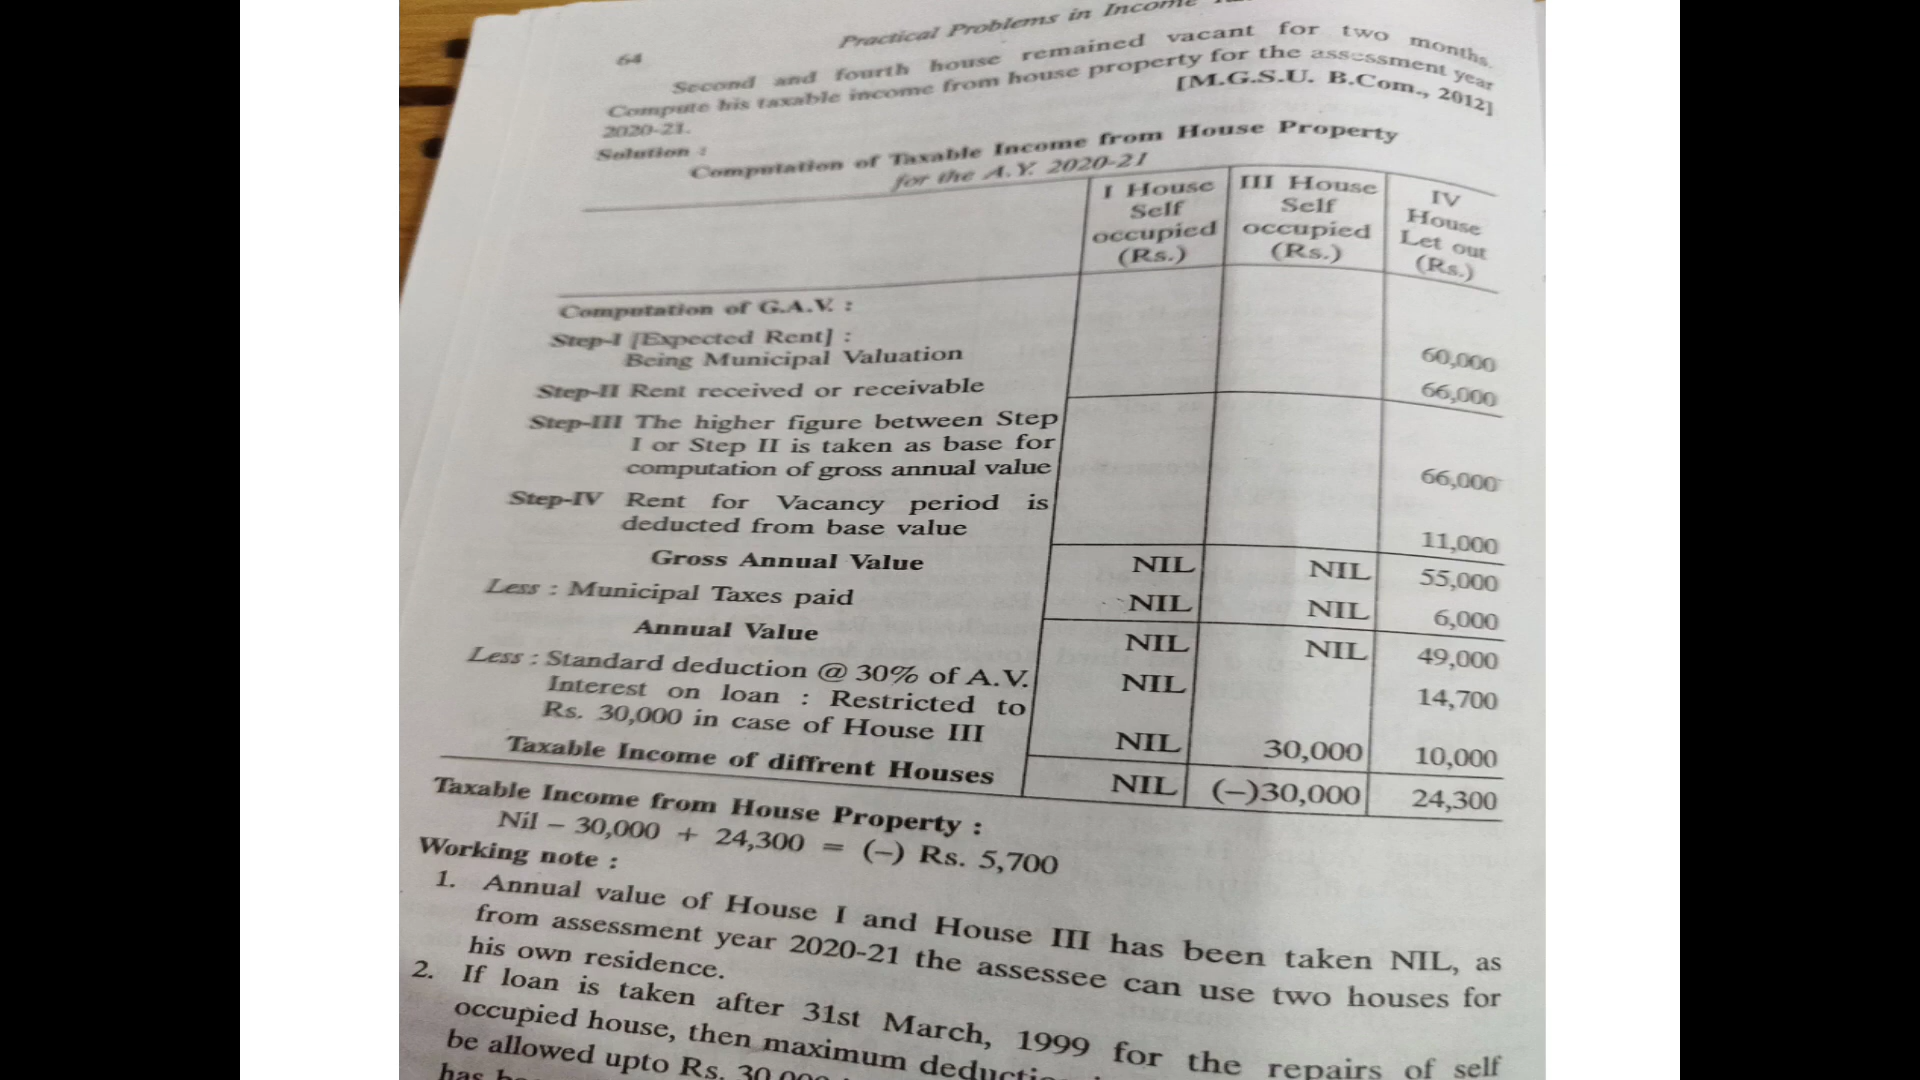 64
Practical Problems in Income
Second and fourth house remained vacant for two months.
Compute his taxable income from house property for the assessment year
2020-21.
[M.G.S.U. B.Com., 2012]
Solution :
Computation of Taxable Income from House Property
for the A.Y. 2020-21
I House Self occupied (Rs.)
III House Self occupied (Rs.)
IV House Let out (Rs.)
Computation of G.A.V. :
Step-I [Expected Rent] :
Being Municipal Valuation 60,000
Step-II Rent received or receivable 66,000
Step-III The higher figure between Step
I or Step II is taken as base for
computation of gross annual value 66,000
Step-IV Rent for Vacancy period is
deducted from base value 11,000
Gross Annual Value NIL NIL 55,000
Less : Municipal Taxes paid NIL NIL 6,000
Annual Value NIL NIL 49,000
Less : Standard deduction @ 30% of A.V. NIL 14,700
Interest on loan : Restricted to
Rs. 30,000 in case of House III NIL 30,000 10,000
Taxable Income of diffrent Houses NIL (–)30,000 24,300
Taxable Income from House Property :
Nil – 30,000 + 24,300 = (–) Rs. 5,700
Working note :
1. Annual value of House I and House III has been taken NIL, as
from assessment year 2020-21 the assessee can use two houses for
his own residence.
2. If loan is taken after 31st March, 1999 for the repairs of self
occupied house, then maximum
be allowed upto Rs. 30,000
has